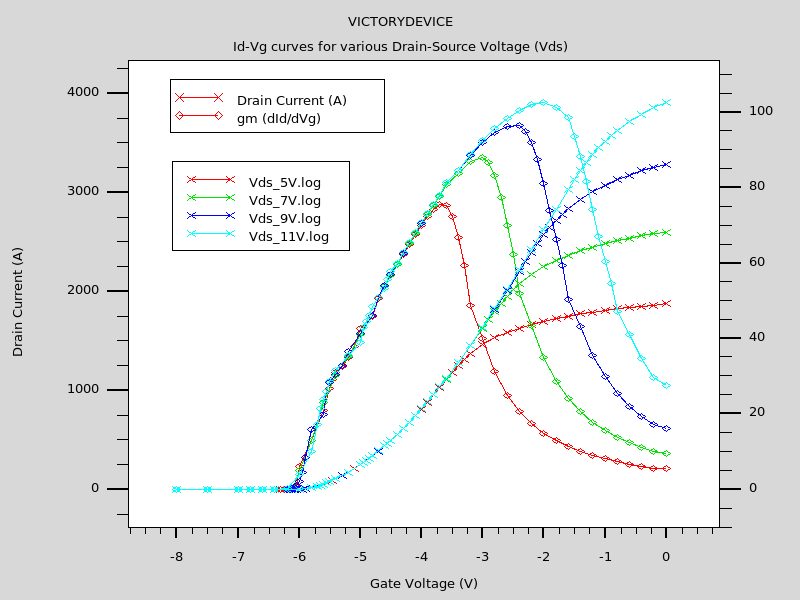 VICTORYDEVICE
Id-Vg curves for various Drain-Source Voltage (Vds)
Drain Current (A)
gm (dId/dVg)
Vds_5V.log
Vds_7V.log
Vds_9V.log
Vds_11V.log
Drain Current (A)
4000
3000
2000
1000
0
100
80
60
40
20
0
-8 -7 -6 -5 -4 -3 -2 -1 0
Gate Voltage (V)